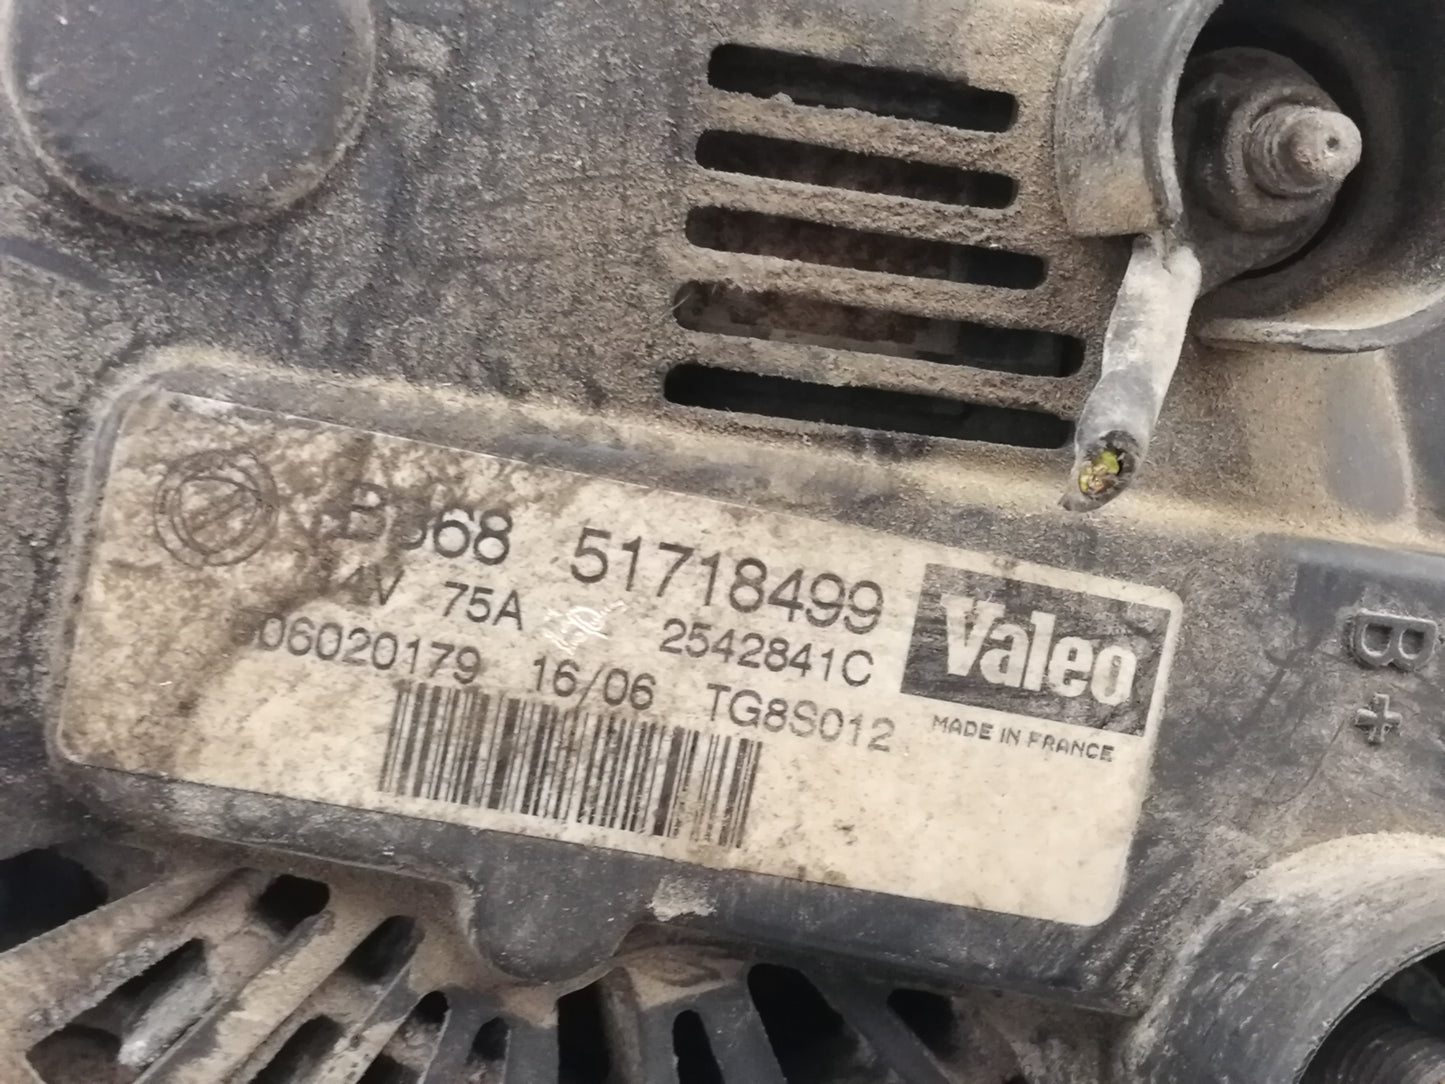 51718499
75A 2542841C Valeo
06020179 16/06 TG8S012
MADE IN FRANCE
B
+